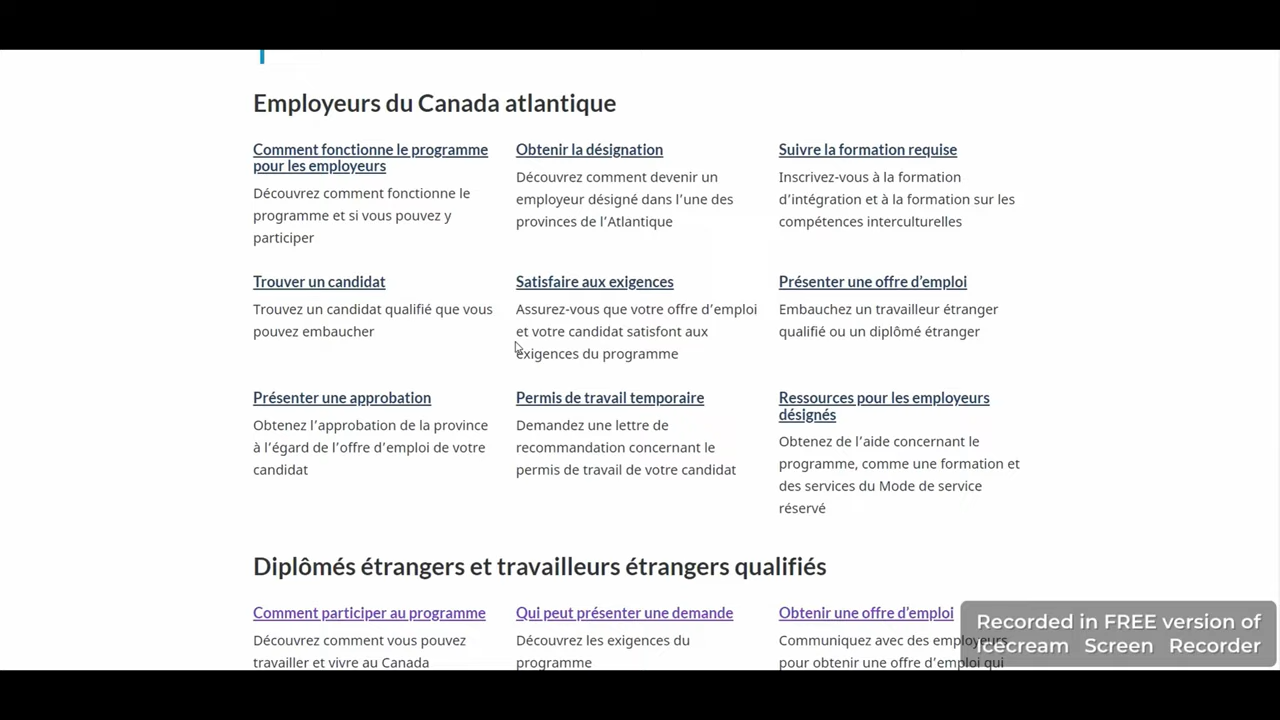 Employeurs du Canada atlantique
Comment fonctionne le programme
pour les employeurs
Découvrez comment fonctionne le
programme et si vous pouvez y
participer
Obtenir la désignation
Découvrez comment devenir un
employeur désigné dans l’une des
provinces de l’Atlantique
Suivre la formation requise
Inscrivez-vous à la formation
d’intégration et à la formation sur les
compétences interculturelles
Trouver un candidat
Trouvez un candidat qualifié que vous
pouvez embaucher
Satisfaire aux exigences
Assurez-vous que votre offre d’emploi
et votre candidat satisfont aux
exigences du programme
Présenter une offre d’emploi
Embauchez un travailleur étranger
qualifié ou un diplômé étranger
Présenter une approbation
Obtenez l’approbation de la province
à l’égard de l’offre d’emploi de votre
candidat
Permis de travail temporaire
Demandez une lettre de
recommandation concernant le
permis de travail de votre candidat
Ressources pour les employeurs
désignés
Obtenez de l’aide concernant le
programme, comme une formation et
des services du Mode de service
réservé
Diplômés étrangers et travailleurs étrangers qualifiés
Comment participer au programme
Découvrez comment vous pouvez
travailler et vivre au Canada
Qui peut présenter une demande
Découvrez les exigences du
programme
Obtenir une offre d’emploi
Communiquez avec des employeurs
pour obtenir une offre d’emploi qui
Recorded in FREE version of
Icecream Screen Recorder